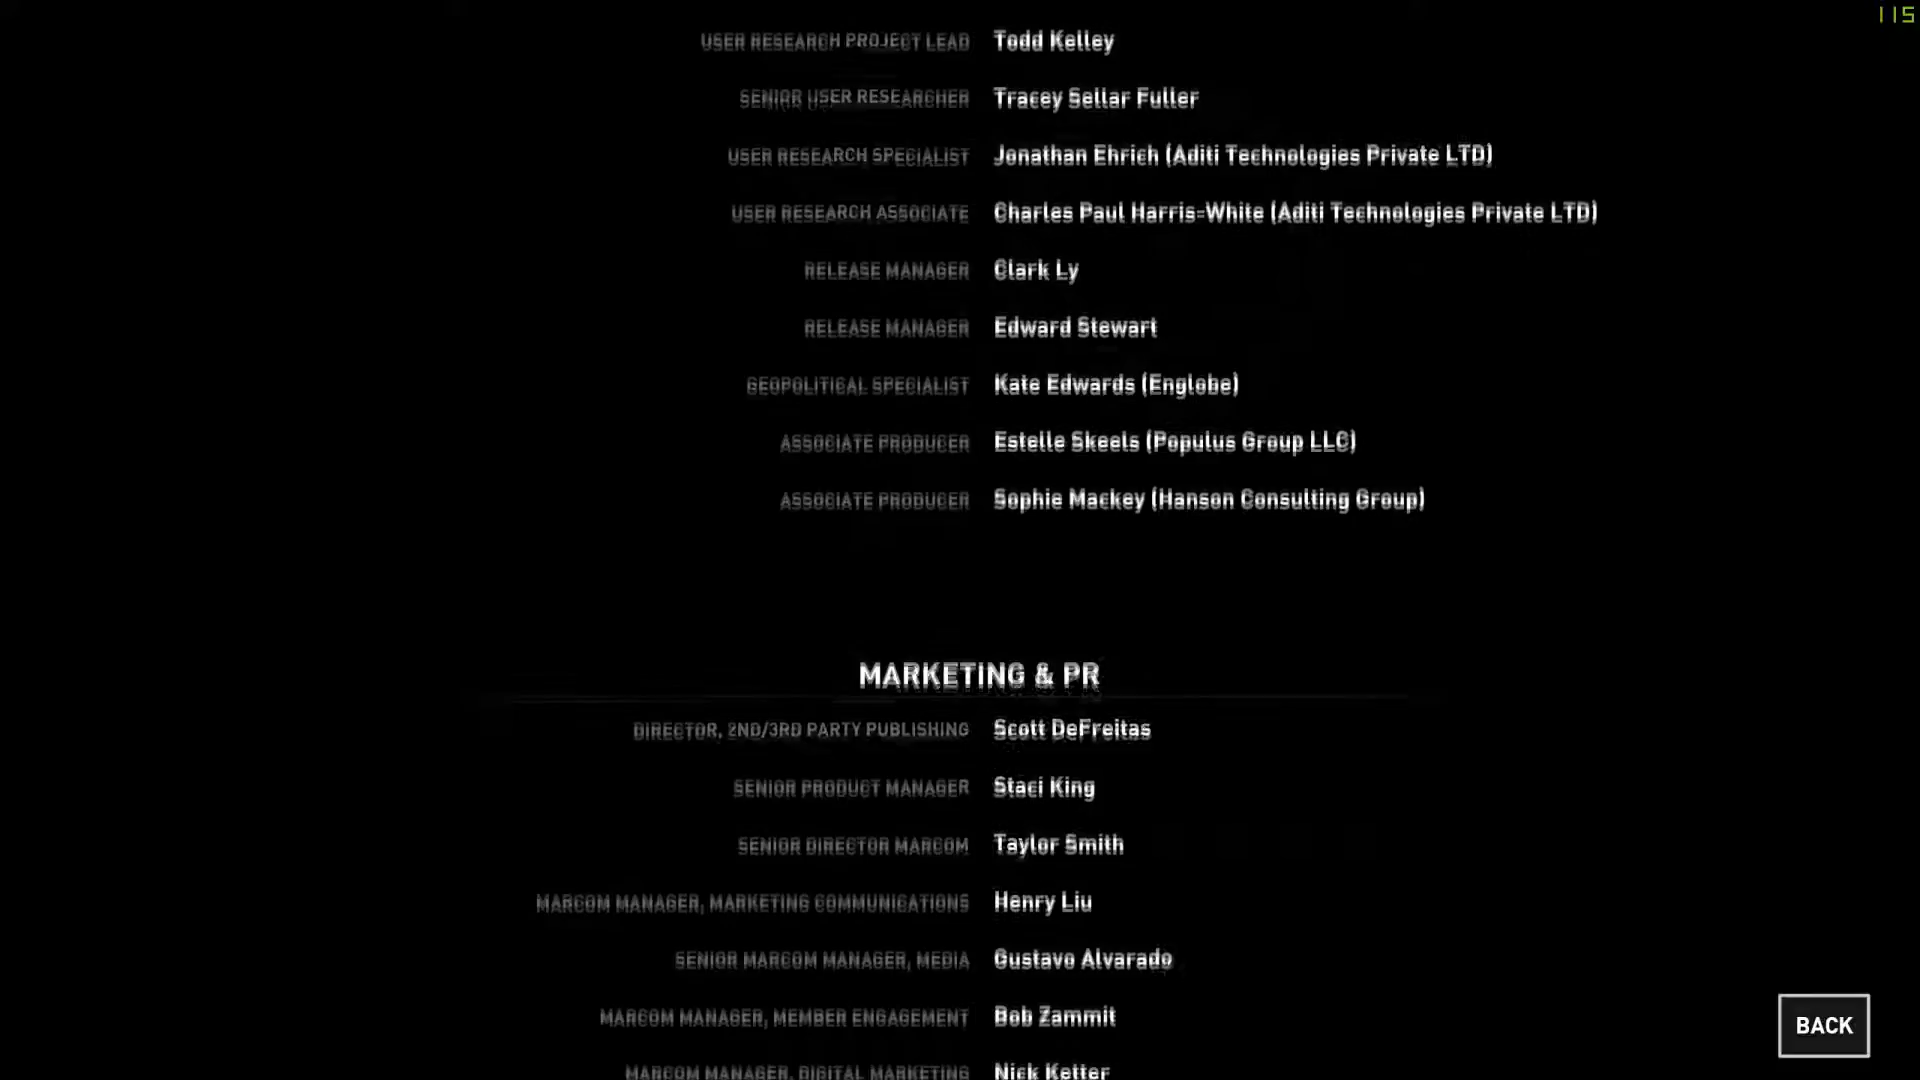 115
USER RESEARCH PROJECT LEAD Todd Kelley
SENIOR USER RESEARCHER Tracey Sellar Fuller
USER RESEARCH SPECIALIST Jonathan Ehrich (Aditi Technologies Private LTD)
USER RESEARCH ASSOCIATE Charles Paul Harris-White (Aditi Technologies Private LTD)
RELEASE MANAGER Clark Ly
RELEASE MANAGER Edward Stewart
GEOPOLITICAL SPECIALIST Kate Edwards (Englobe)
ASSOCIATE PRODUCER Estelle Skeels (Populus Group LLC)
ASSOCIATE PRODUCER Sophie Mackey (Hanson Consulting Group)
MARKETING & PR
DIRECTOR, 2ND/3RD PARTY PUBLISHING Scott DeFreitas
SENIOR PRODUCT MANAGER Staci King
SENIOR DIRECTOR MARCOM Taylor Smith
MARCOM MANAGER, MARKETING COMMUNICATIONS Henry Liu
SENIOR MARCOM MANAGER, MEDIA Gustavo Alvarado
MARCOM MANAGER, MEMBER ENGAGEMENT Bob Zammit
MARCOM MANAGER, DIGITAL MARKETING Nick Ketter
BACK